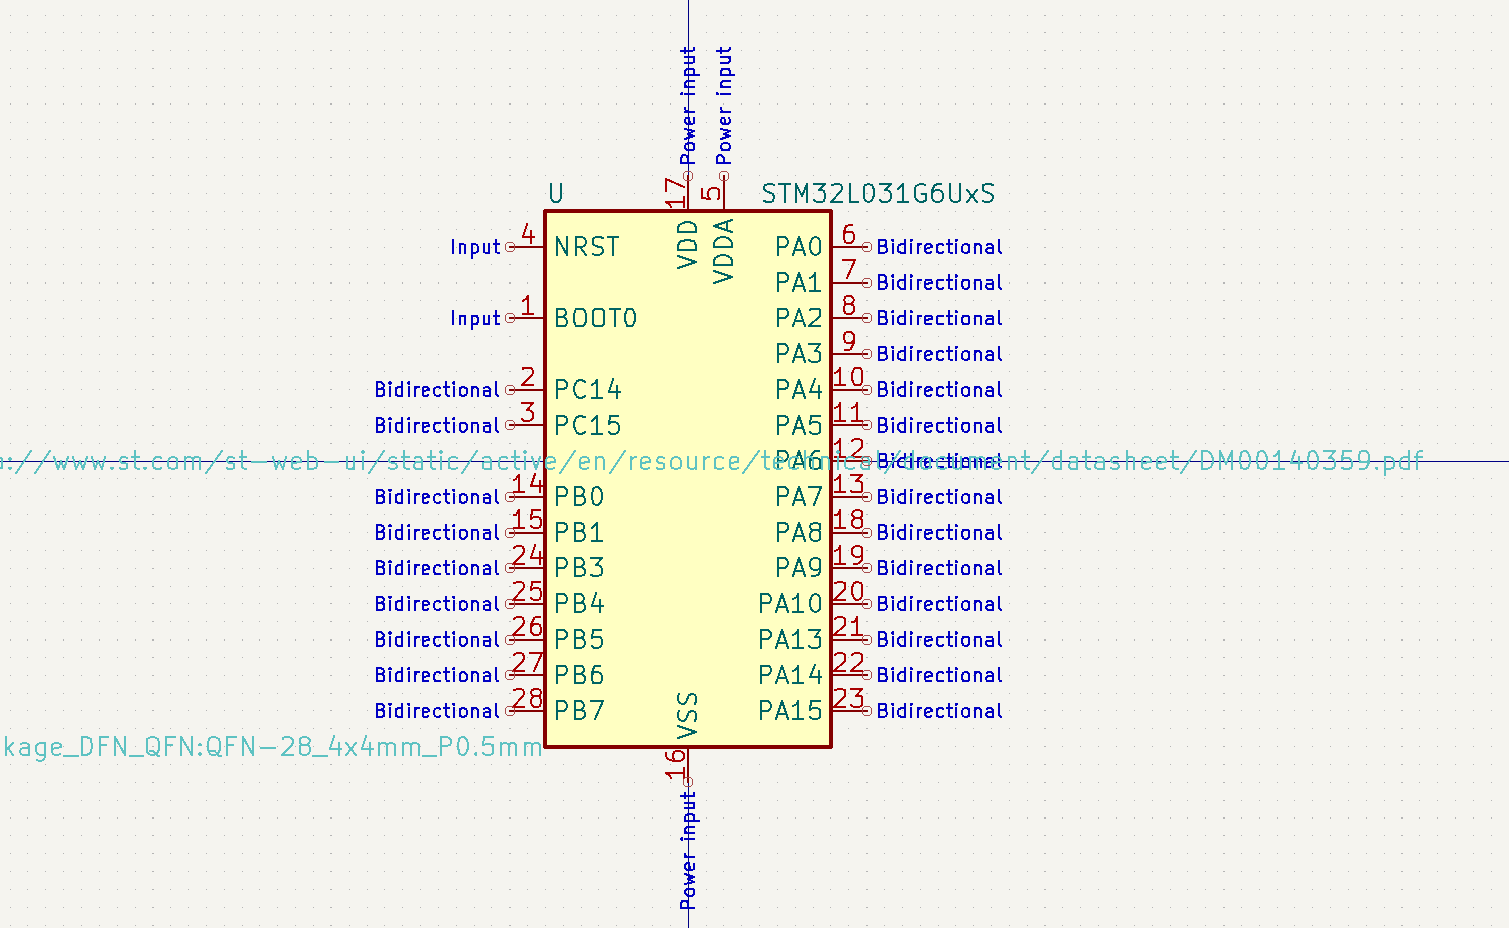 Power input
Power input
17
5
U
STM32L031G6UxS
VDD
VDDA
Input 4 NRST
PA0 6 Bidirectional
PA1 7 Bidirectional
Input 1 BOOT0
PA2 8 Bidirectional
PA3 9 Bidirectional
Bidirectional 2 PC14
PA4 10 Bidirectional
Bidirectional 3 PC15
PA5 11 Bidirectional
://www.st.com/st-web-ui/static/active/en/resource/technical/document/datasheet/DM00140359.pdf
PA6 12 Bidirectional
Bidirectional 14 PB0
PA7 13 Bidirectional
Bidirectional 15 PB1
PA8 18 Bidirectional
Bidirectional 24 PB3
PA9 19 Bidirectional
Bidirectional 25 PB4
PA10 20 Bidirectional
Bidirectional 26 PB5
PA13 21 Bidirectional
Bidirectional 27 PB6
PA14 22 Bidirectional
Bidirectional 28 PB7
PA15 23 Bidirectional
VSS
kage_DFN_QFN:QFN-28_4x4mm_P0.5mm
16
Power input